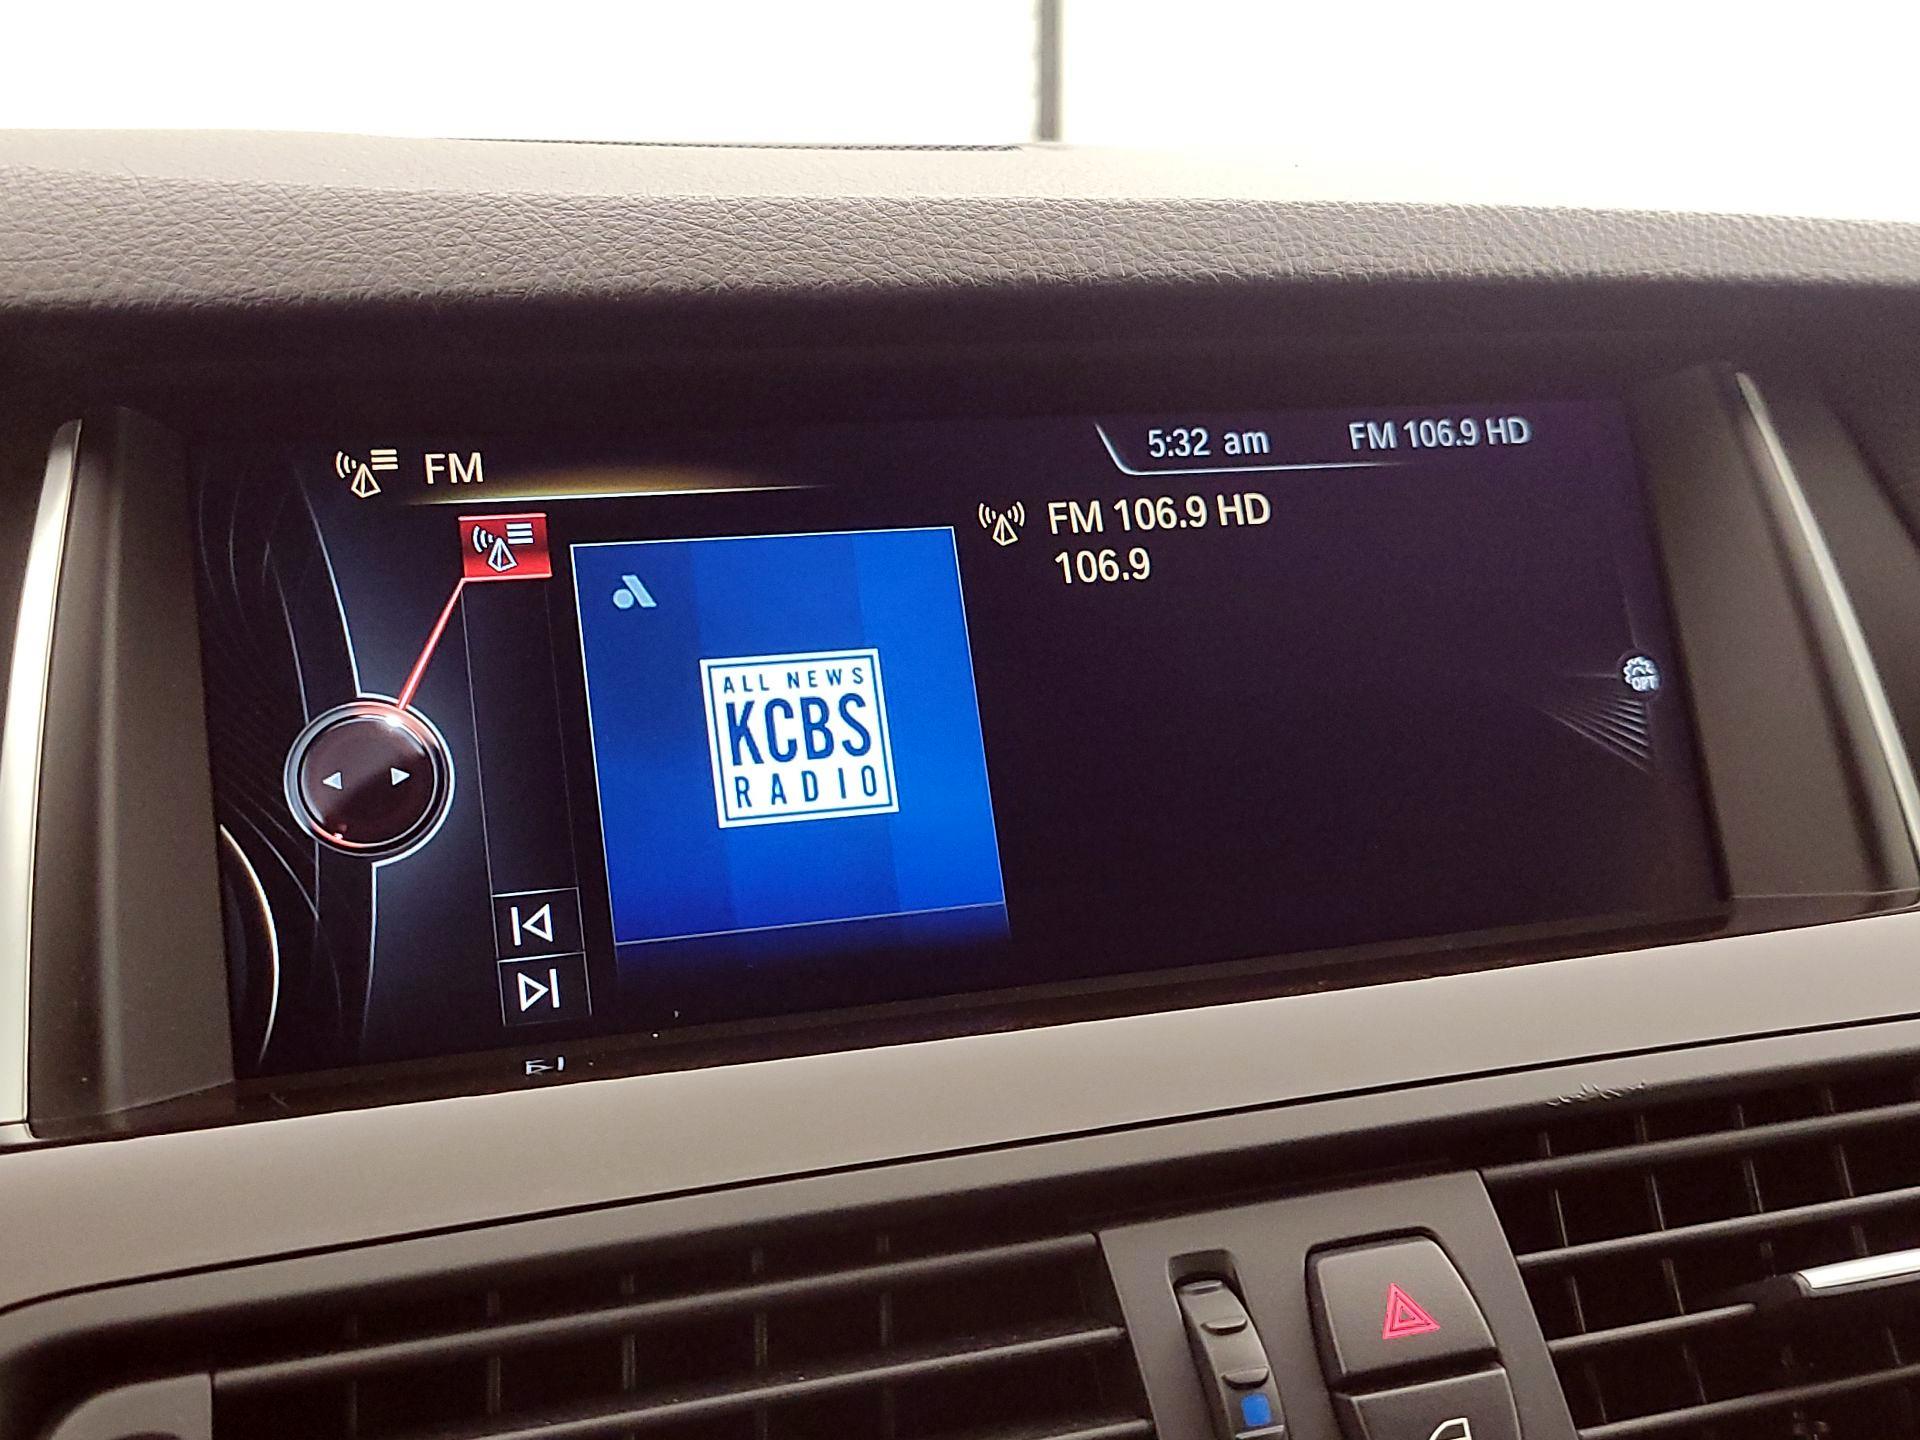 FM
5:32 am
FM 106.9 HD
FM 106.9 HD
106.9
ALL NEWS
KCBS
RADIO
OPT